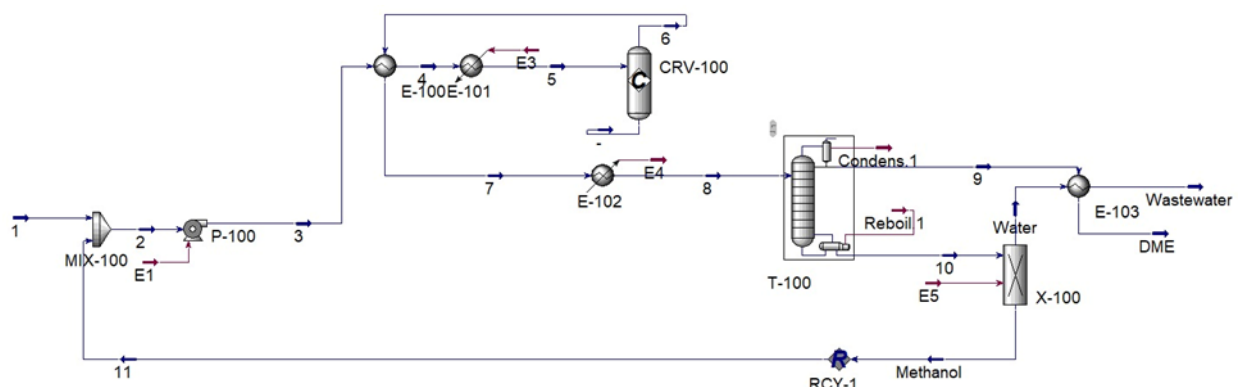 6
E3
CRV-100
4
E-100
E-101
5
C
-
7
E-102
E4
8
Condens.1
9
E-103
Wastewater
1
MIX-100
2
P-100
3
E1
Reboil.1
Water
DME
T-100
10
E5
X-100
11
R
RCY-1
Methanol